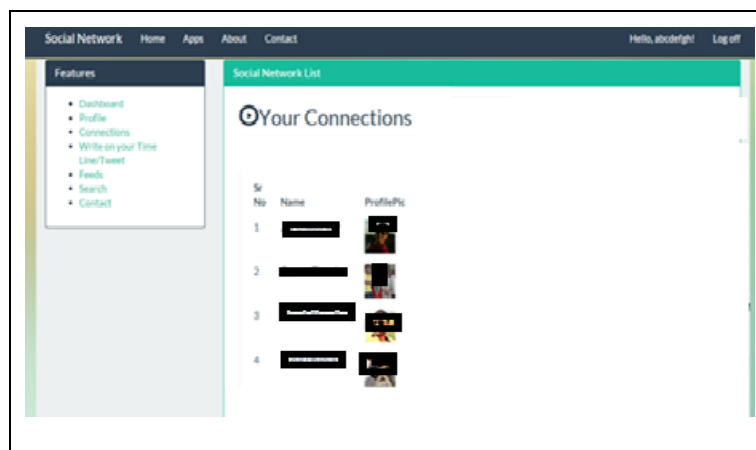 Social Network Home Apps About Contact Hello, abcdefgh! Log off
Features
Dashboard
Profile
Connections
Write on your Time
Line/Tweet
Feeds
Search
Contact
Social Network List
Your Connections
Sr
No Name ProfilePic
1
2
3
4